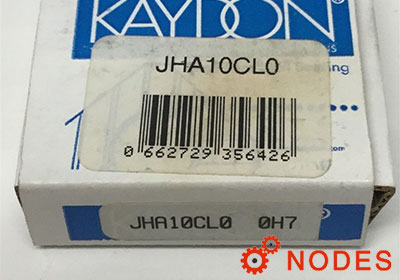 KAYDON
JHA10CL0
0 662729 356426
JHA10CL0 0H7
NODES